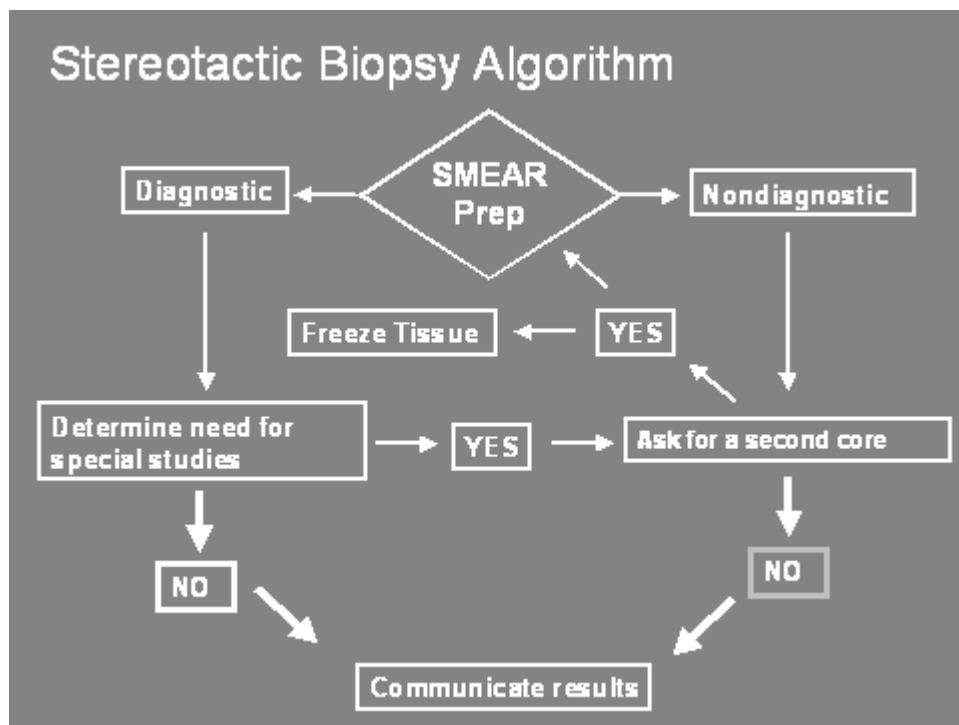 Stereotactic Biopsy Algorithm
SMEAR
Prep
Diagnostic
Nondiagnostic
Freeze Tissue
YES
Determine need for
special studies
YES
Ask for a second core
NO
NO
Communicate results